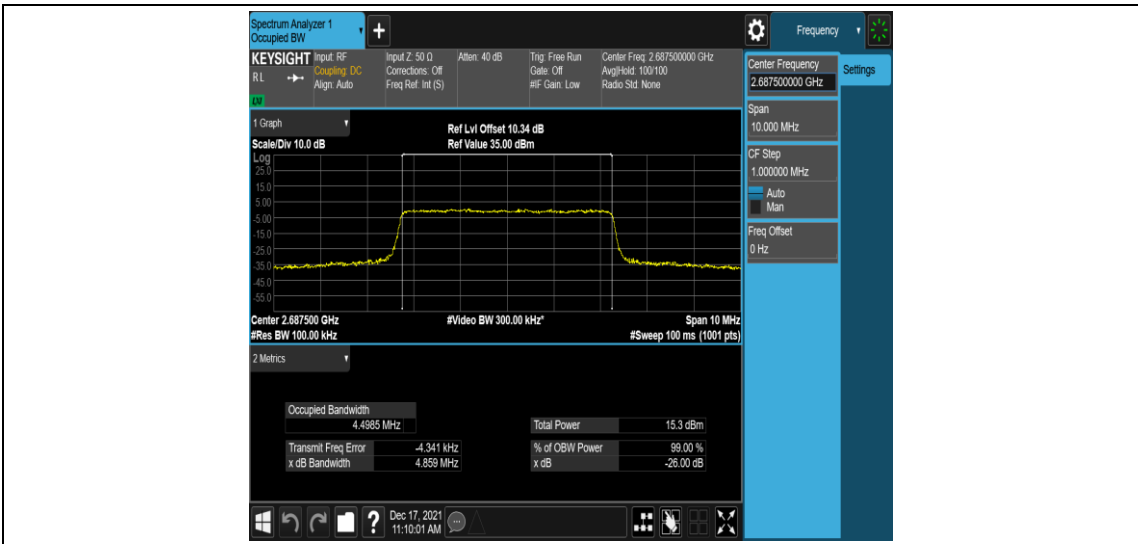 Spectrum Analyzer 1
Occupied BW
+
Frequency
KEYSIGHT
RL
LXI
Input: RF
Coupling: DC
Align: Auto
Input Z: 50 Ω
Corrections: Off
Freq Ref: Int (S)
Atten: 40 dB
Trig: Free Run
Gate: Off
#IF Gain: Low
Center Freq: 2.687500000 GHz
Avg|Hold: 100/100
Radio Std: None
Center Frequency
2.687500000 GHz
Settings
Span
10.000 MHz
CF Step
1.000000 MHz
Auto
Man
Freq Offset
0 Hz
1 Graph
Ref Lvl Offset 10.34 dB
Scale/Div 10.0 dB
Ref Value 35.00 dBm
Log
25.0
15.0
5.00
-5.00
-15.0
-25.0
-35.0
-45.0
-55.0
Center 2.687500 GHz
#Video BW 300.00 kHz*
Span 10 MHz
#Res BW 100.00 kHz
#Sweep 100 ms (1001 pts)
2 Metrics
Occupied Bandwidth
4.4985 MHz
Total Power 15.3 dBm
Transmit Freq Error -4.341 kHz
% of OBW Power 99.00 %
x dB Bandwidth 4.859 MHz
x dB -26.00 dB
?
Dec 17, 2021
11:10:01 AM